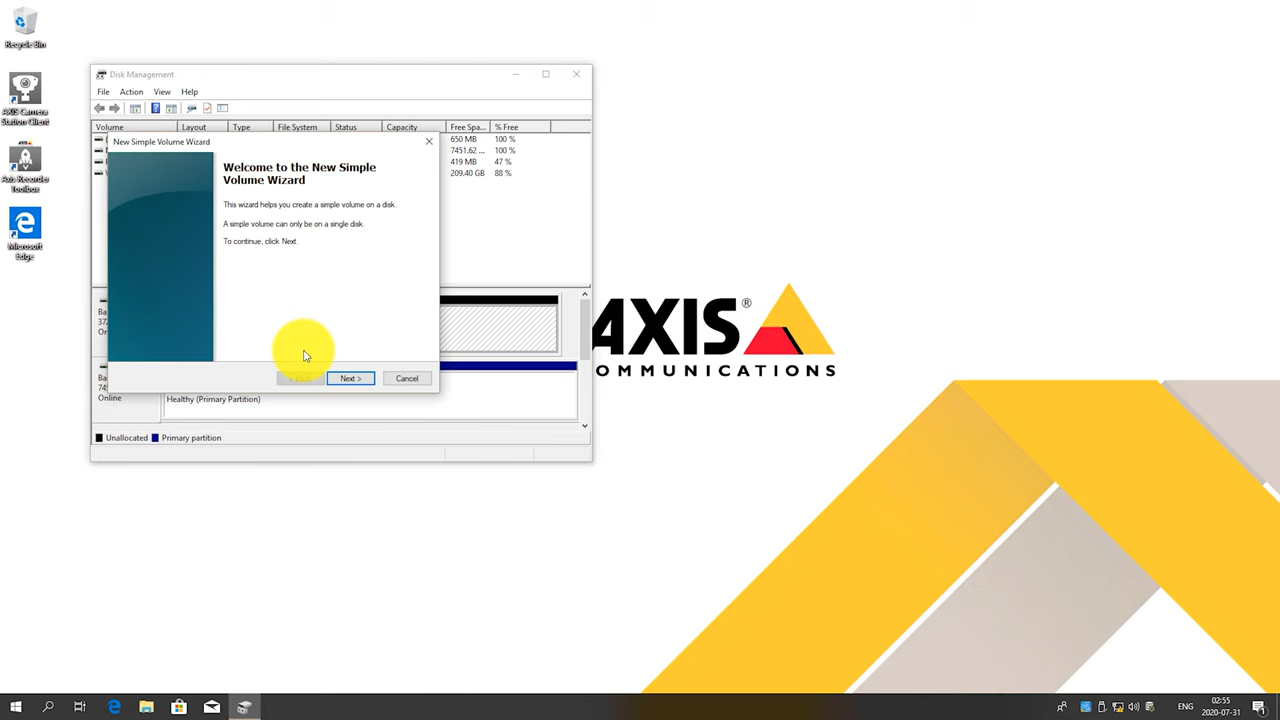 Recycle Bin
AXIS Camera
Station Client
Axis Recorder
Toolbox
Microsoft
Edge
Disk Management
File Action View Help
Volume Layout Type File System Status Capacity Free Spa... % Free
650 MB 100 %
7451.62 ... 100 %
419 MB 47 %
209.40 GB 88 %
New Simple Volume Wizard
Welcome to the New Simple
Volume Wizard
This wizard helps you create a simple volume on a disk.
A simple volume can only be on a single disk.
To continue, click Next.
Next > Cancel
Online
Healthy (Primary Partition)
Unallocated Primary partition
AXIS ®
OMMUNICATIONS
ENG
02:55
2020-07-31
1